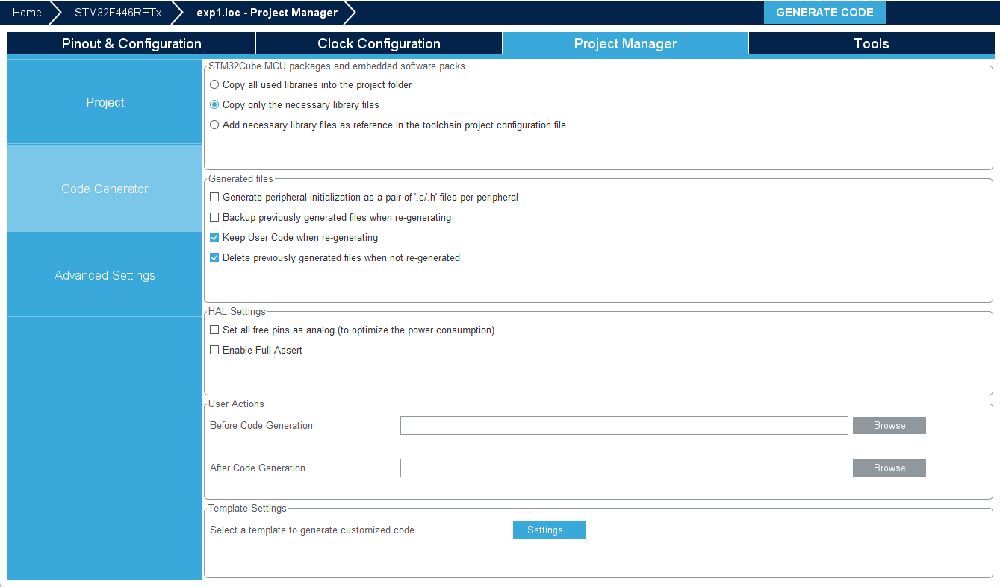 Home STM32F446RETx exp1.ioc - Project Manager GENERATE CODE
Pinout & Configuration Clock Configuration Project Manager Tools
Project
Code Generator
Advanced Settings
STM32Cube MCU packages and embedded software packs
Copy all used libraries into the project folder
Copy only the necessary library files
Add necessary library files as reference in the toolchain project configuration file
Generated files
Generate peripheral initialization as a pair of '.c/.h' files per peripheral
Backup previously generated files when re-generating
Keep User Code when re-generating
Delete previously generated files when not re-generated
HAL Settings
Set all free pins as analog (to optimize the power consumption)
Enable Full Assert
User Actions
Before Code Generation Browse
After Code Generation Browse
Template Settings
Select a template to generate customized code Settings...